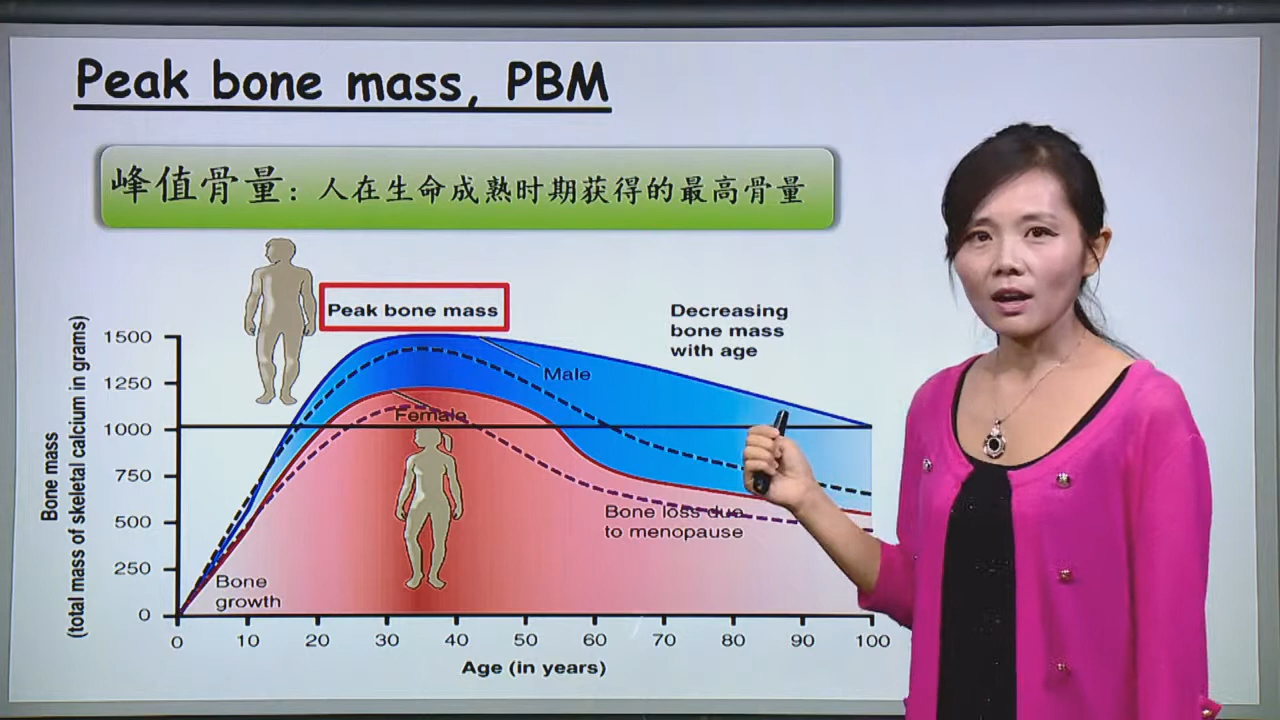 Peak bone mass, PBM
峰值骨量：人在生命成熟时期获得的最高骨量
Peak bone mass
Decreasing
bone mass
with age
Male
Female
Bone loss due
to menopause
Bone
growth
Bone mass
(total mass of skeletal calcium in grams)
1500
1250
1000
750
500
250
0
0 10 20 30 40 50 60 70 80 90 100
Age (in years)